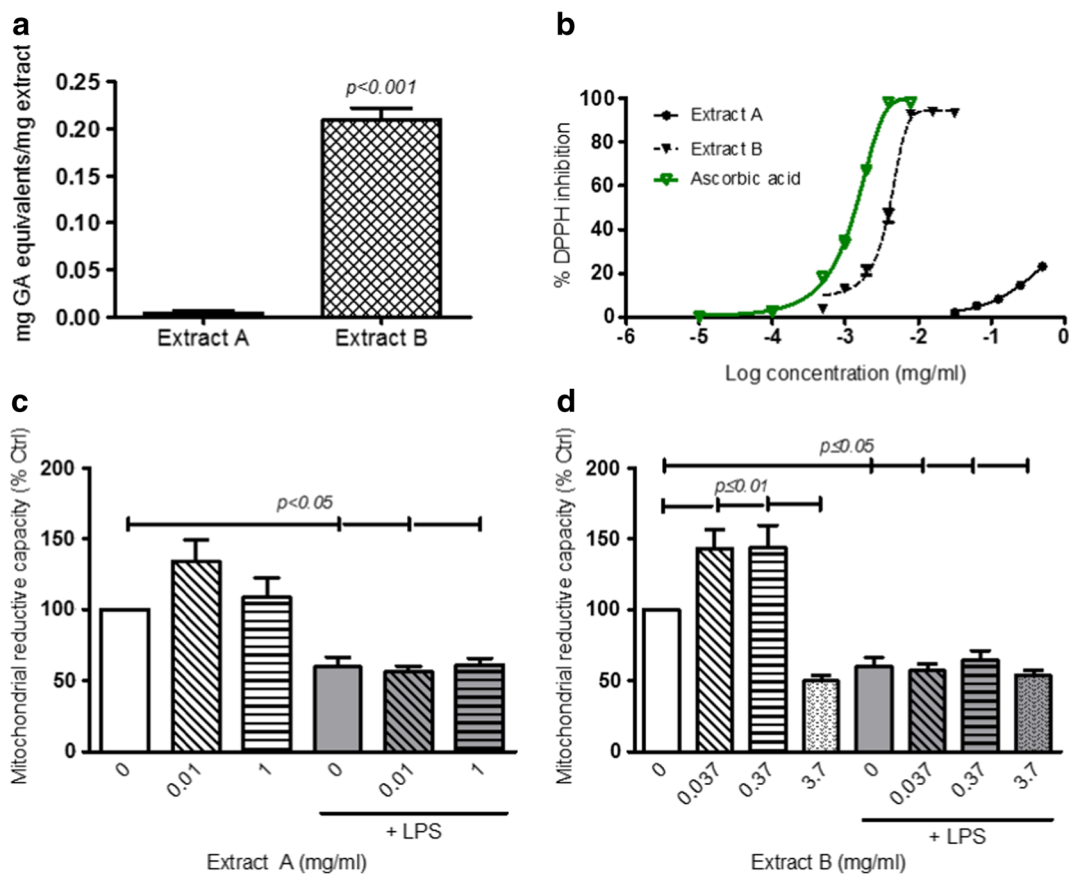 a
mg GA equivalents/mg extract
0.25
0.20
0.15
0.10
0.05
0.00
p<0.001
Extract A
Extract B
b
% DPPH inhibition
100
80
60
40
20
0
Extract A
Extract B
Ascorbic acid
-6
-5
-4
-3
-2
-1
0
Log concentration (mg/ml)
c
Mitochondrial reductive capacity (% Ctrl)
200
150
100
50
0
p<0.05
0
0.01
1
0
0.01
1
+ LPS
Extract A (mg/ml)
d
Mitochondrial reductive capacity (% Ctrl)
200
150
100
50
0
p≤0.05
p≤0.01
0
0.037
0.37
3.7
0
0.037
0.37
3.7
+ LPS
Extract B (mg/ml)